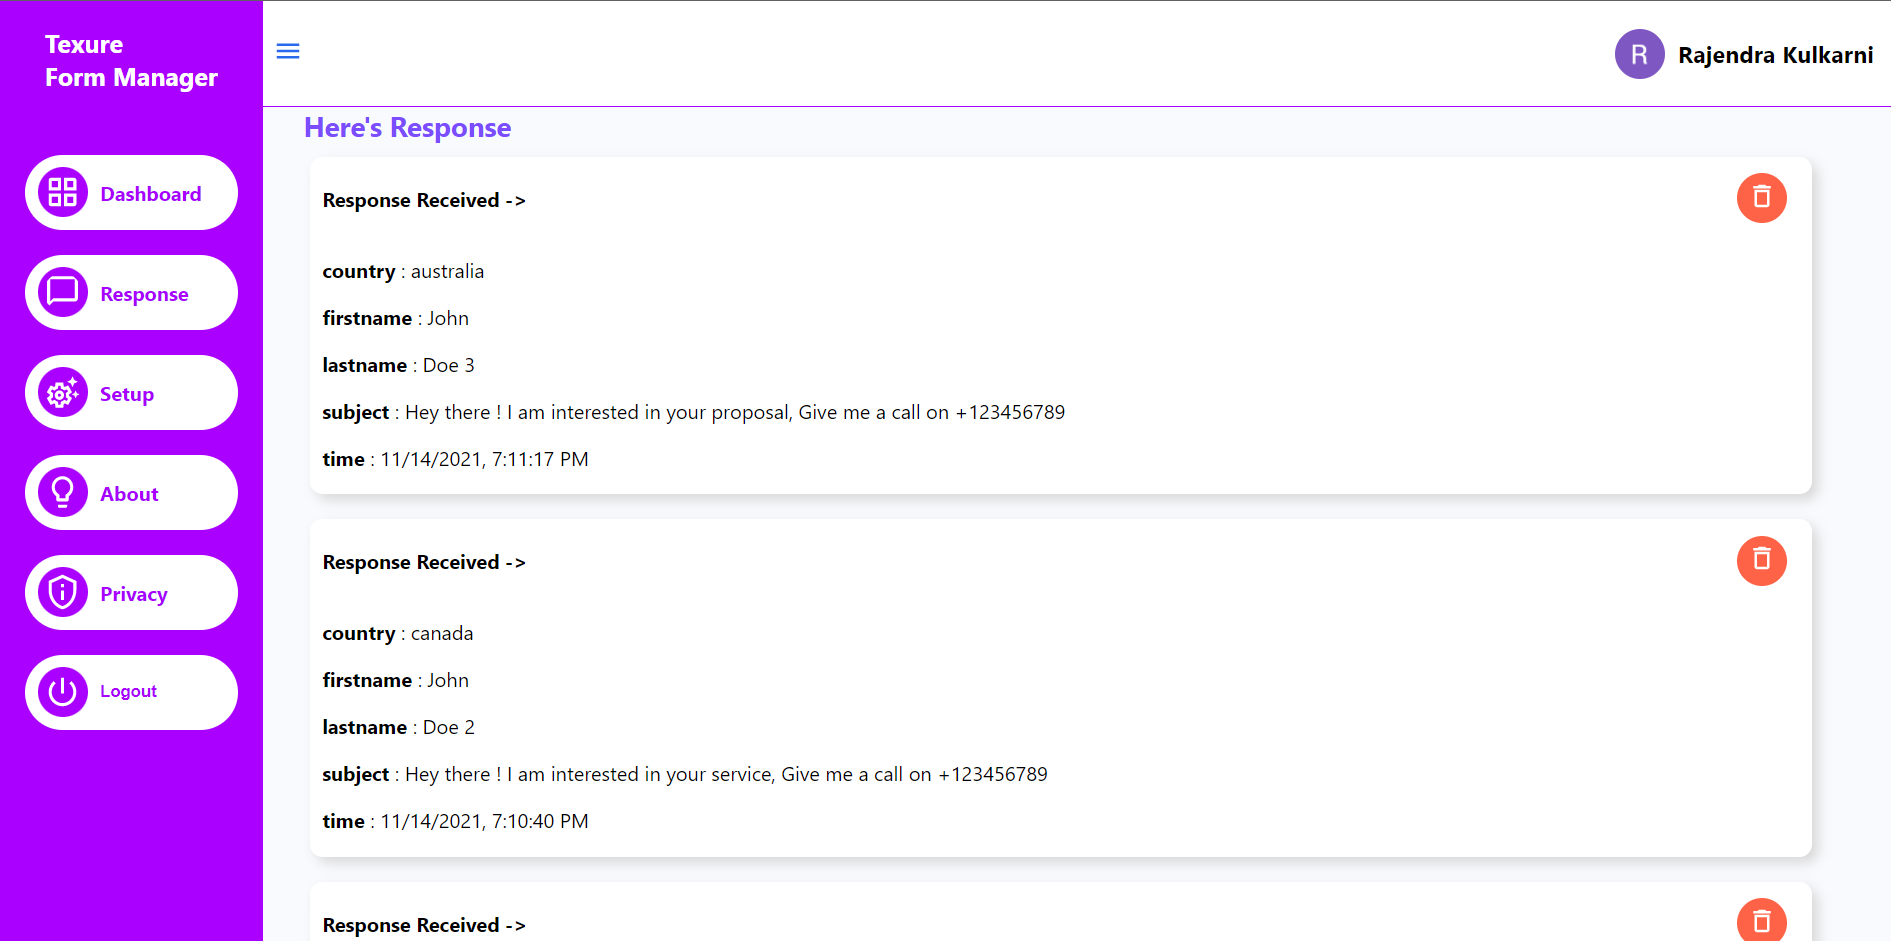 Texure
Form Manager
R
Rajendra Kulkarni
Dashboard
Response
Setup
About
Privacy
Logout
Here's Response
Response Received ->
country : australia
firstname : John
lastname : Doe 3
subject : Hey there ! I am interested in your proposal, Give me a call on +123456789
time : 11/14/2021, 7:11:17 PM
Response Received ->
country : canada
firstname : John
lastname : Doe 2
subject : Hey there ! I am interested in your service, Give me a call on +123456789
time : 11/14/2021, 7:10:40 PM
Response Received ->